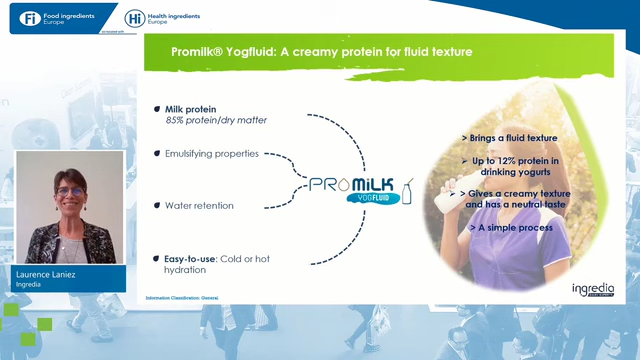 Fi Food ingredients
Europe
co-located with
Hi Health ingredients
Europe
Promilk® Yogfluid: A creamy protein for fluid texture
Milk protein
85% protein/dry matter
Emulsifying properties
Water retention
Easy-to-use: Cold or hot
hydration
PROMiLK
YOGFLUID
> Brings a fluid texture
➢ Up to 12% protein in
drinking yogurts
➢ > Gives a creamy texture
and has a neutral taste
> A simple process
Laurence Laniez
Ingredia
Information Classification: General
ingredia